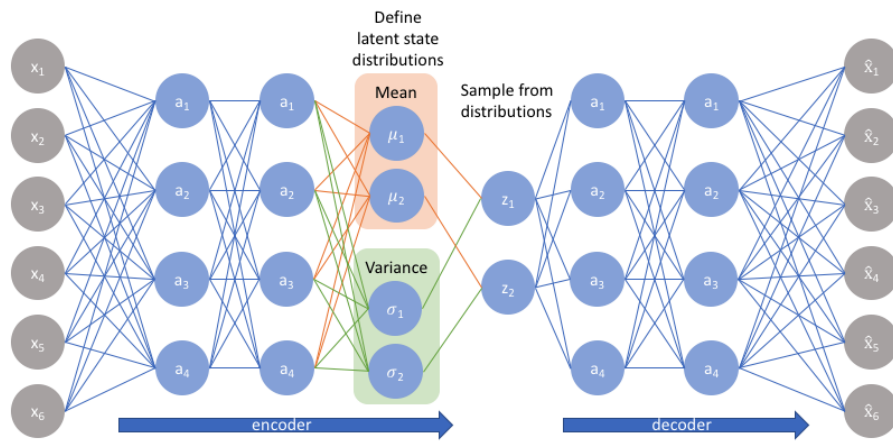 Define
latent state
distributions
Mean
Sample from
distributions
Variance
x₁
x₂
x₃
x₄
x₅
x₆
a₁
a₂
a₃
a₄
a₁
a₂
a₃
a₄
μ₁
μ₂
σ₁
σ₂
z₁
z₂
a₁
a₂
a₃
a₄
a₁
a₂
a₃
a₄
x̂₁
x̂₂
x̂₃
x̂₄
x̂₅
x̂₆
encoder
decoder